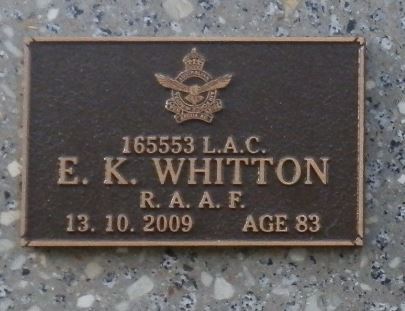 165553 L.A.C.
E. K. WHITTON
R. A. A. F.
13. 10. 2009 AGE 83